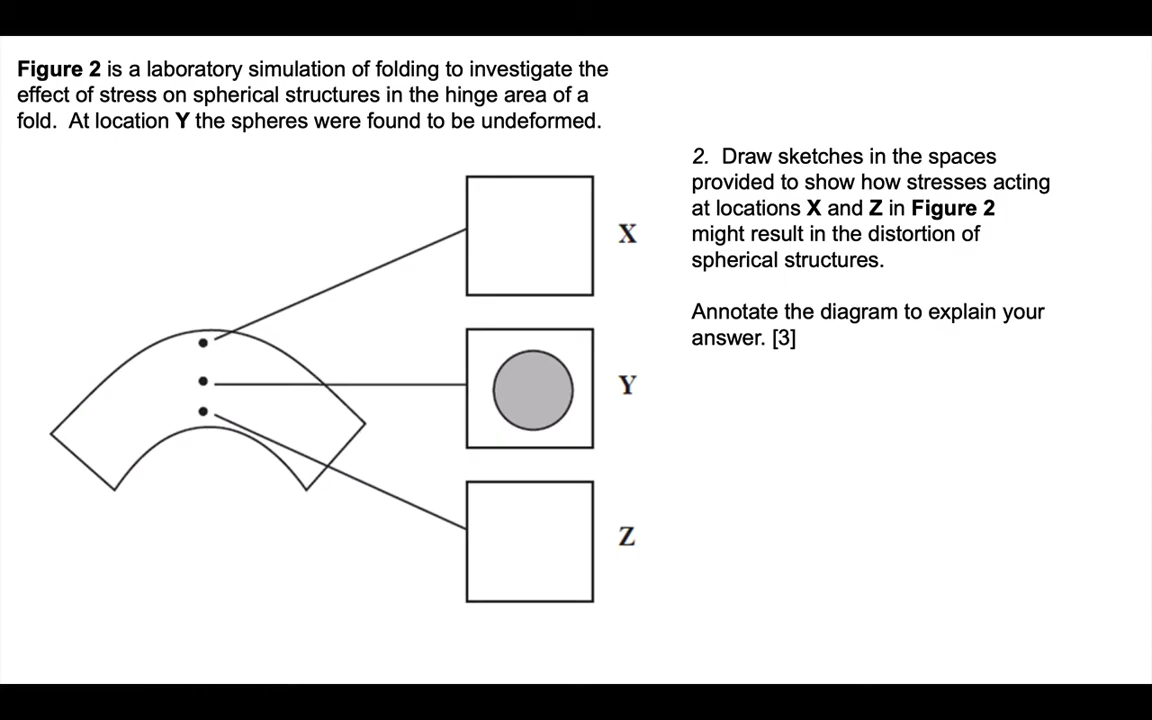 Figure 2 is a laboratory simulation of folding to investigate the
effect of stress on spherical structures in the hinge area of a
fold.  At location Y the spheres were found to be undeformed.
2.  Draw sketches in the spaces
provided to show how stresses acting
at locations X and Z in Figure 2
might result in the distortion of
spherical structures.
Annotate the diagram to explain your
answer. [3]
X
Y
Z